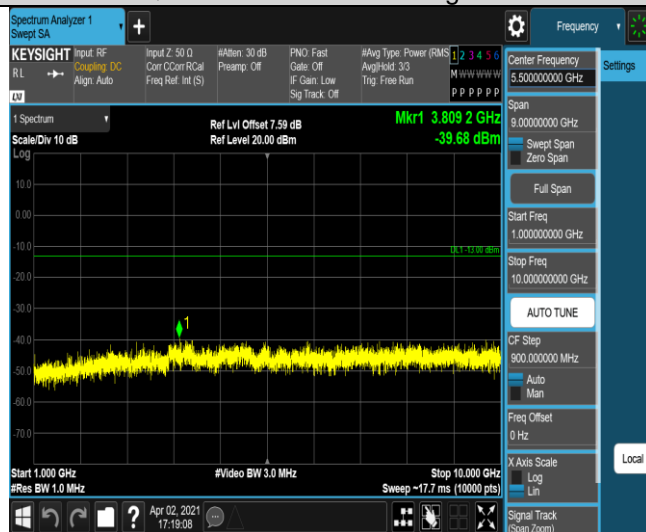 Spectrum Analyzer 1
Swept SA
Frequency
KEYSIGHT
RL
LXI
Input: RF
Coupling: DC
Align: Auto
Input Z: 50 Ω
Corr CCorr RCal
Freq Ref: Int (S)
#Atten: 30 dB
Preamp: Off
PNO: Fast
Gate: Off
IF Gain: Low
Sig Track: Off
#Avg Type: Power (RMS
Avg|Hold: 3/3
Trig: Free Run
1 2 3 4 5 6
M W W W W W
P P P P P P
1 Spectrum
Scale/Div 10 dB
Ref Lvl Offset 7.59 dB
Ref Level 20.00 dBm
Mkr1 3.809 2 GHz
-39.68 dBm
Log
10.0
0.00
-10.0
DL1 -13.00 dBm
-20.0
-30.0
1
-40.0
-50.0
-60.0
-70.0
Start 1.000 GHz
#Video BW 3.0 MHz
Stop 10.000 GHz
#Res BW 1.0 MHz
Sweep ~17.7 ms (10000 pts)
Apr 02, 2021
17:19:08
Center Frequency
5.500000000 GHz
Settings
Span
9.00000000 GHz
Swept Span
Zero Span
Full Span
Start Freq
1.000000000 GHz
Stop Freq
10.000000000 GHz
AUTO TUNE
CF Step
900.000000 MHz
Auto
Man
Freq Offset
0 Hz
X Axis Scale
Log
Lin
Local
Signal Track
(Span Zoom)